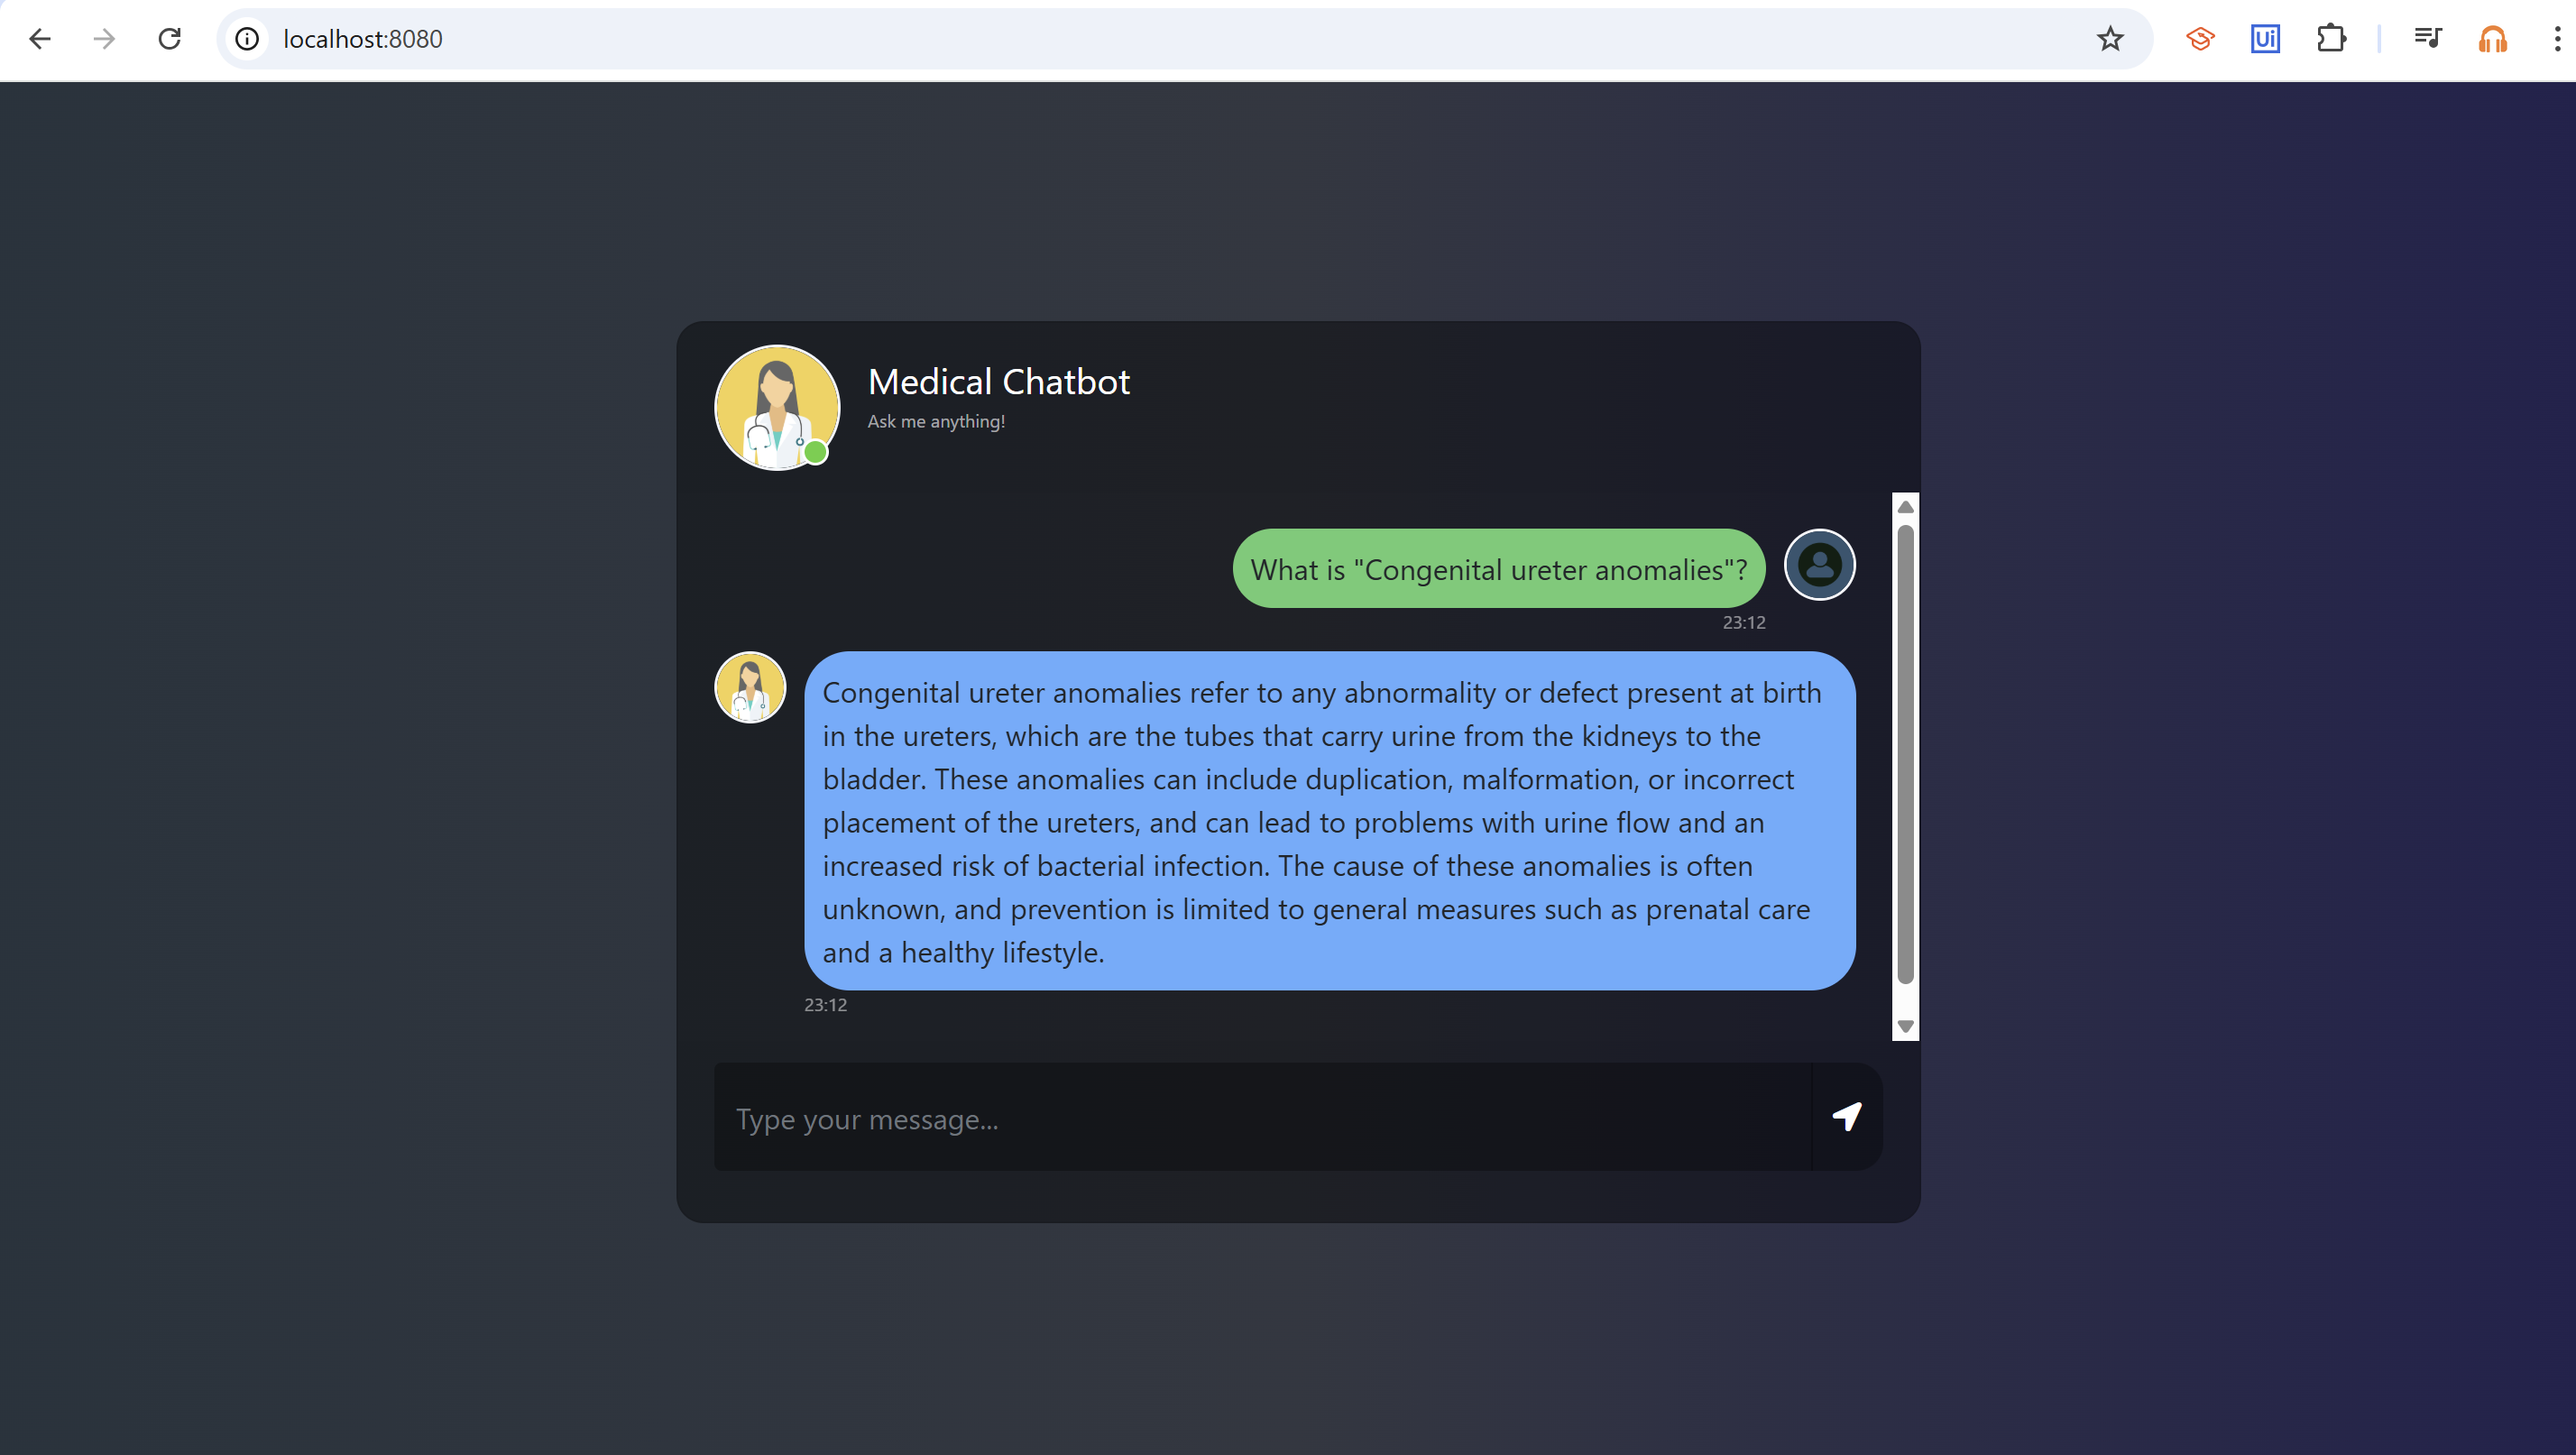 localhost:8080
Ui
Medical Chatbot
Ask me anything!
What is "Congenital ureter anomalies"?
23:12
Congenital ureter anomalies refer to any abnormality or defect present at birth
in the ureters, which are the tubes that carry urine from the kidneys to the
bladder. These anomalies can include duplication, malformation, or incorrect
placement of the ureters, and can lead to problems with urine flow and an
increased risk of bacterial infection. The cause of these anomalies is often
unknown, and prevention is limited to general measures such as prenatal care
and a healthy lifestyle.
23:12
Type your message...